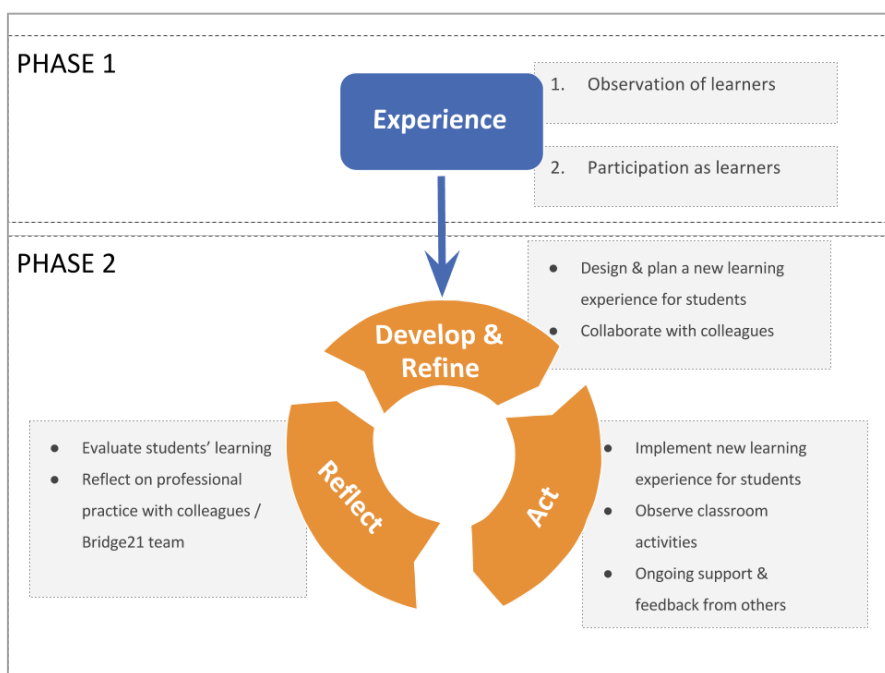 PHASE 1
Experience
1. Observation of learners
2. Participation as learners
PHASE 2
● Design & plan a new learning
experience for students
● Collaborate with colleagues
Develop &
Refine
● Evaluate students’ learning
● Reflect on professional
practice with colleagues /
Bridge21 team
Reflect
Act
● Implement new learning
experience for students
● Observe classroom
activities
● Ongoing support &
feedback from others